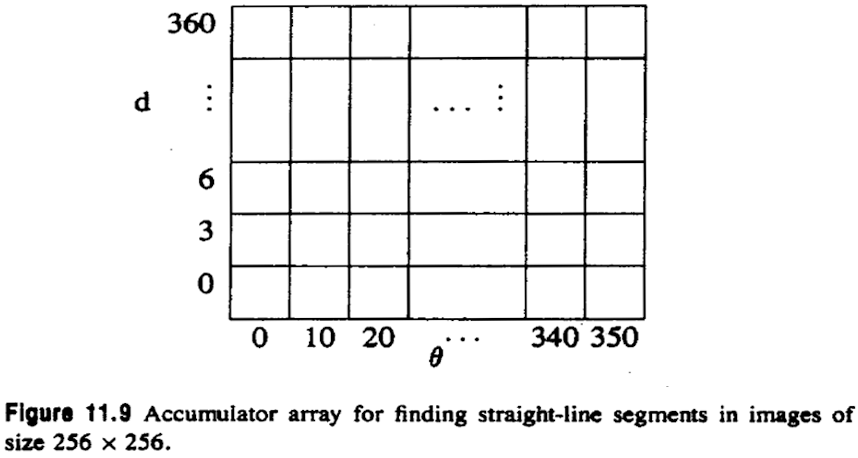 360
d ⋮
... ⋮
6
3
0
0 10 20 ... 340 350
θ
Figure 11.9 Accumulator array for finding straight-line segments in images of
size 256 × 256.